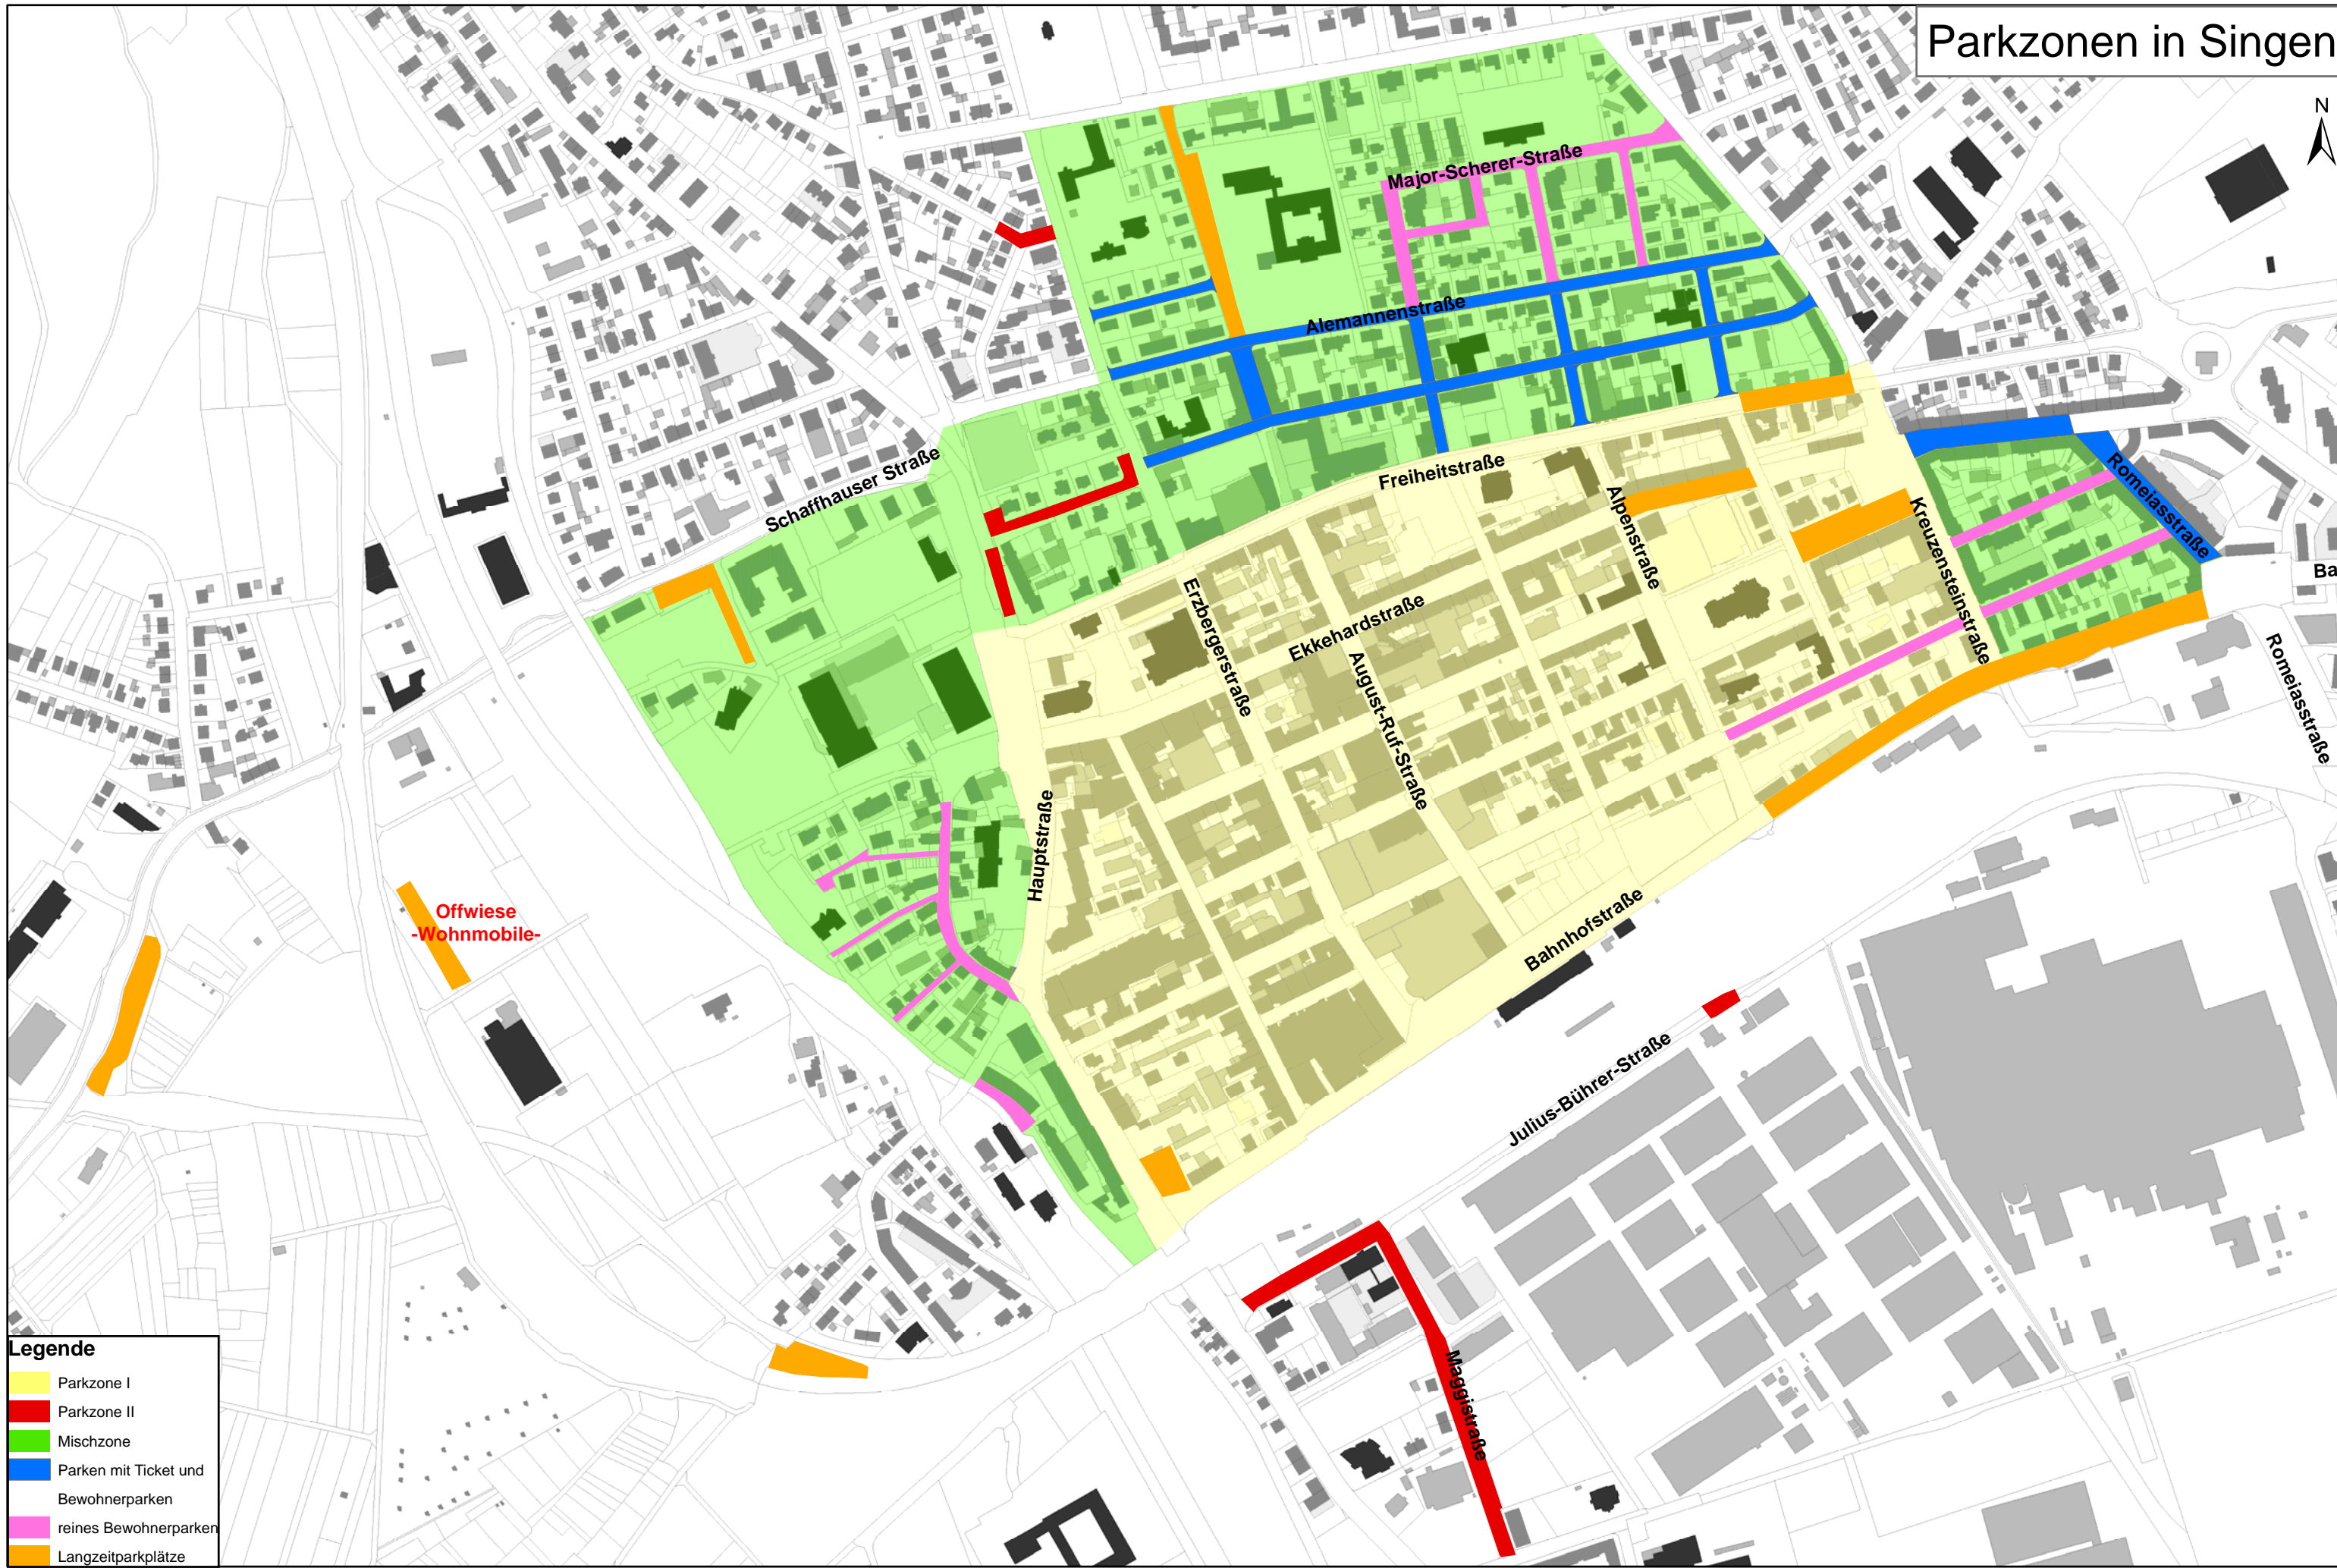 Parkzonen in Singen
N
Major-Scherer-Straße
Alemannenstraße
Schaffhauser Straße
Freiheitstraße
Alpenstraße
Kreuzensteinstraße
Romeiasstraße
Ba
Erzbergerstraße
Ekkehardstraße
August-Ruf-Straße
Romeiasstraße
Hauptstraße
Offwiese
-Wohnmobile-
Bahnhofstraße
Julius-Bührer-Straße
Maggistraße
Legende
Parkzone I
Parkzone II
Mischzone
Parken mit Ticket und
Bewohnerparken
reines Bewohnerparken
Langzeitparkplätze